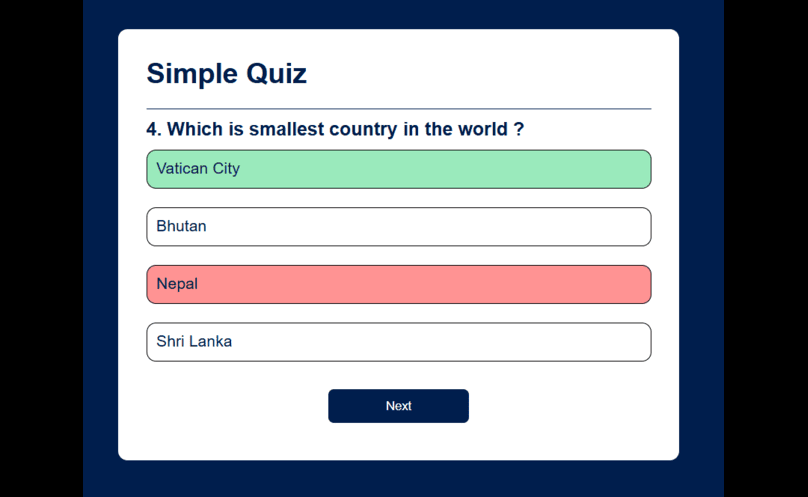 Simple Quiz
4. Which is smallest country in the world ?
Vatican City
Bhutan
Nepal
Shri Lanka
Next